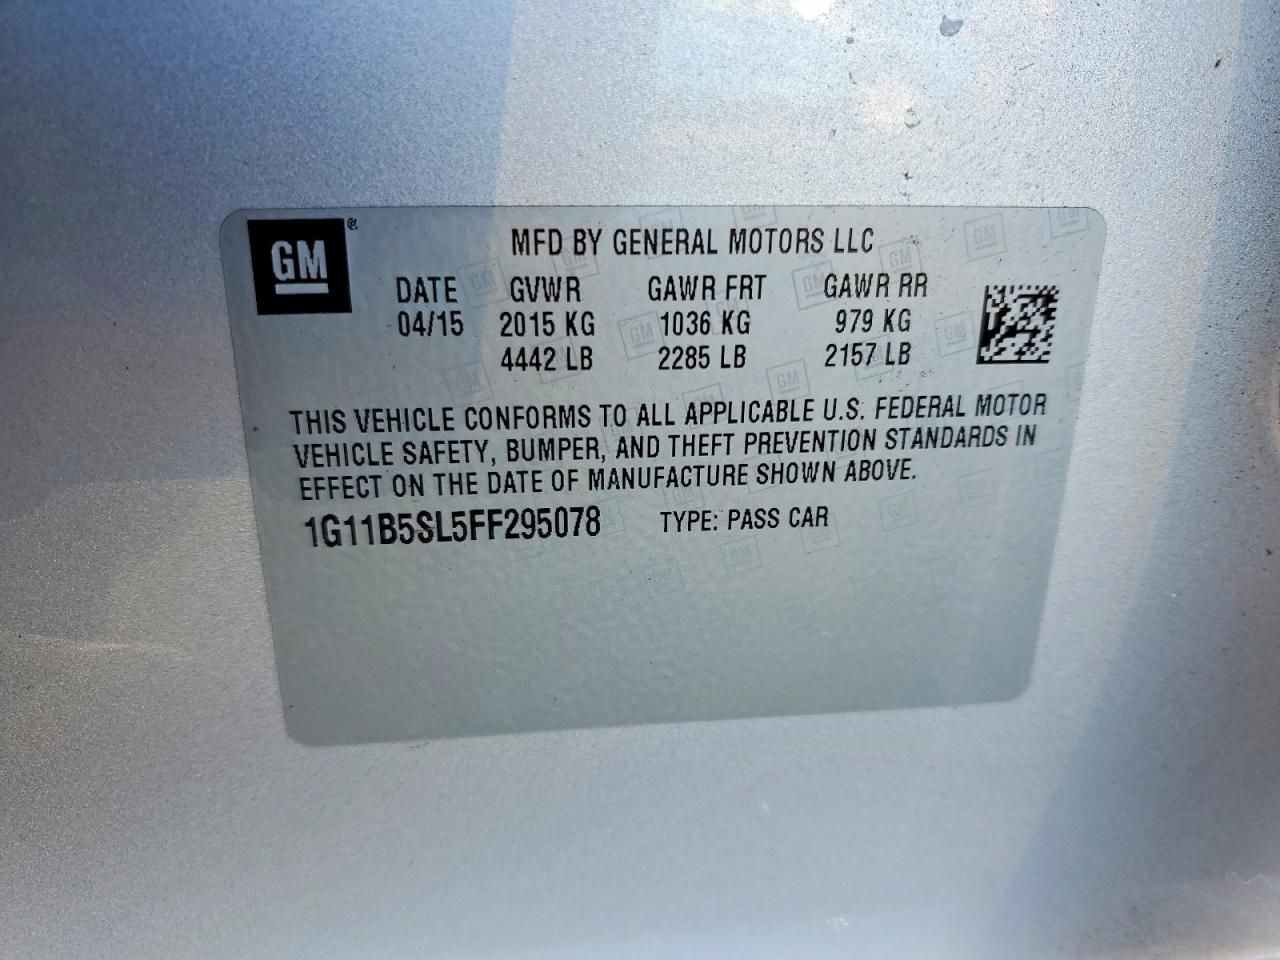 GM®
MFD BY GENERAL MOTORS LLC
DATE GVWR GAWR FRT GAWR RR
04/15 2015 KG 1036 KG 979 KG
4442 LB 2285 LB 2157 LB
THIS VEHICLE CONFORMS TO ALL APPLICABLE U.S. FEDERAL MOTOR
VEHICLE SAFETY, BUMPER, AND THEFT PREVENTION STANDARDS IN
EFFECT ON THE DATE OF MANUFACTURE SHOWN ABOVE.
1G11B5SL5FF295078 TYPE: PASS CAR